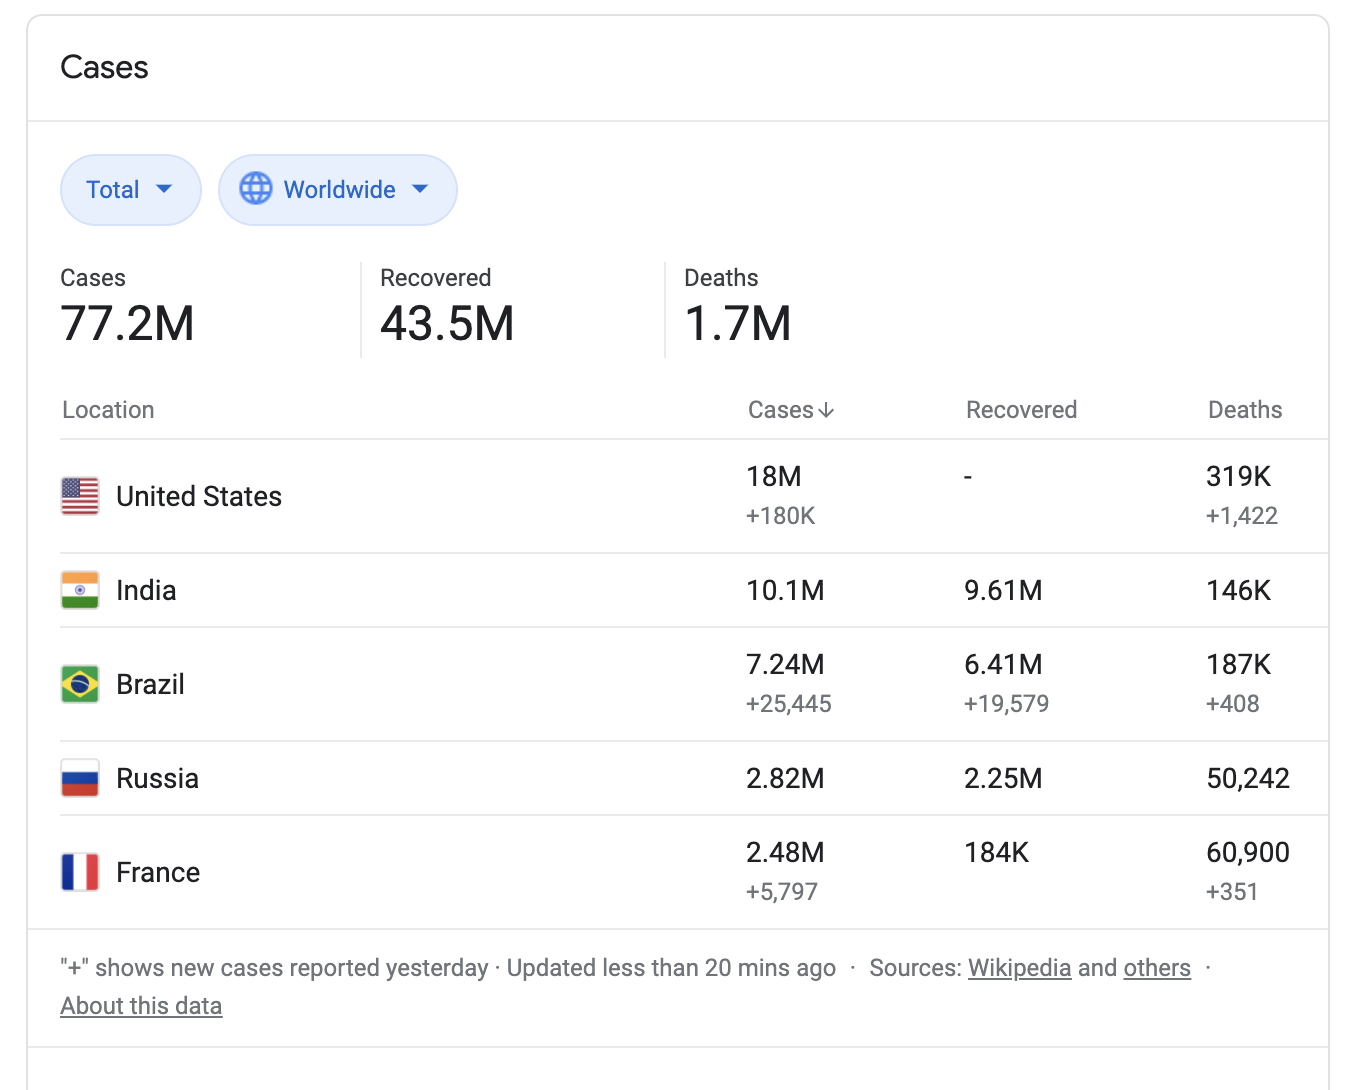 Cases
Total
Worldwide
Cases
Recovered
Deaths
77.2M
43.5M
1.7M
Location
Cases↓
Recovered
Deaths
United States
18M
+180K
-
319K
+1,422
India
10.1M
9.61M
146K
Brazil
7.24M
+25,445
6.41M
+19,579
187K
+408
Russia
2.82M
2.25M
50,242
France
2.48M
+5,797
184K
60,900
+351
"+" shows new cases reported yesterday · Updated less than 20 mins ago · Sources: Wikipedia and others ·
About this data